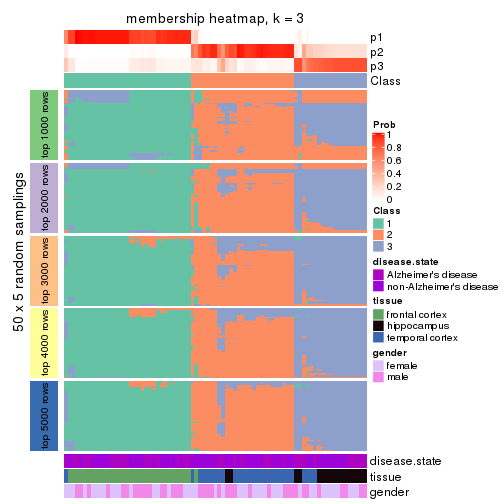 membership heatmap, k = 3
p1
p2
p3
Class
50 x 5 random samplings
top 1000 rows
top 2000 rows
top 3000 rows
top 4000 rows
top 5000 rows
Prob
1
0.8
0.6
0.4
0.2
0
Class
1
2
3
disease.state
Alzheimer's disease
non-Alzheimer's disease
tissue
frontal cortex
hippocampus
temporal cortex
gender
female
male
disease.state
tissue
gender